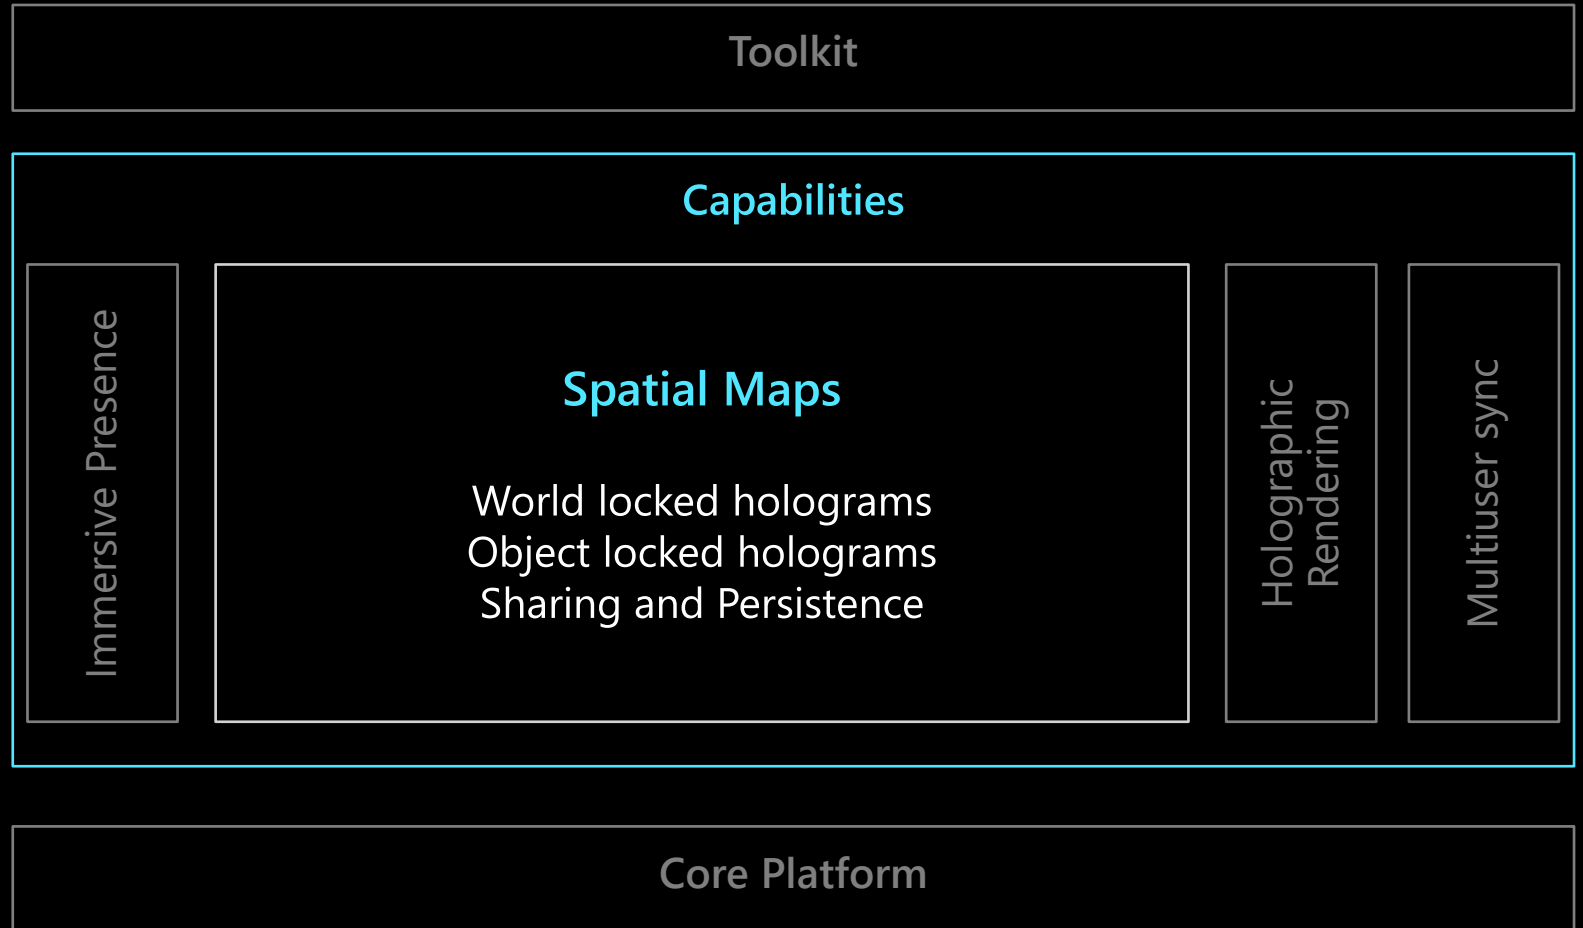 Toolkit
Capabilities
Immersive Presence
Spatial Maps
World locked holograms
Object locked holograms
Sharing and Persistence
Holographic
Rendering
Multiuser sync
Core Platform